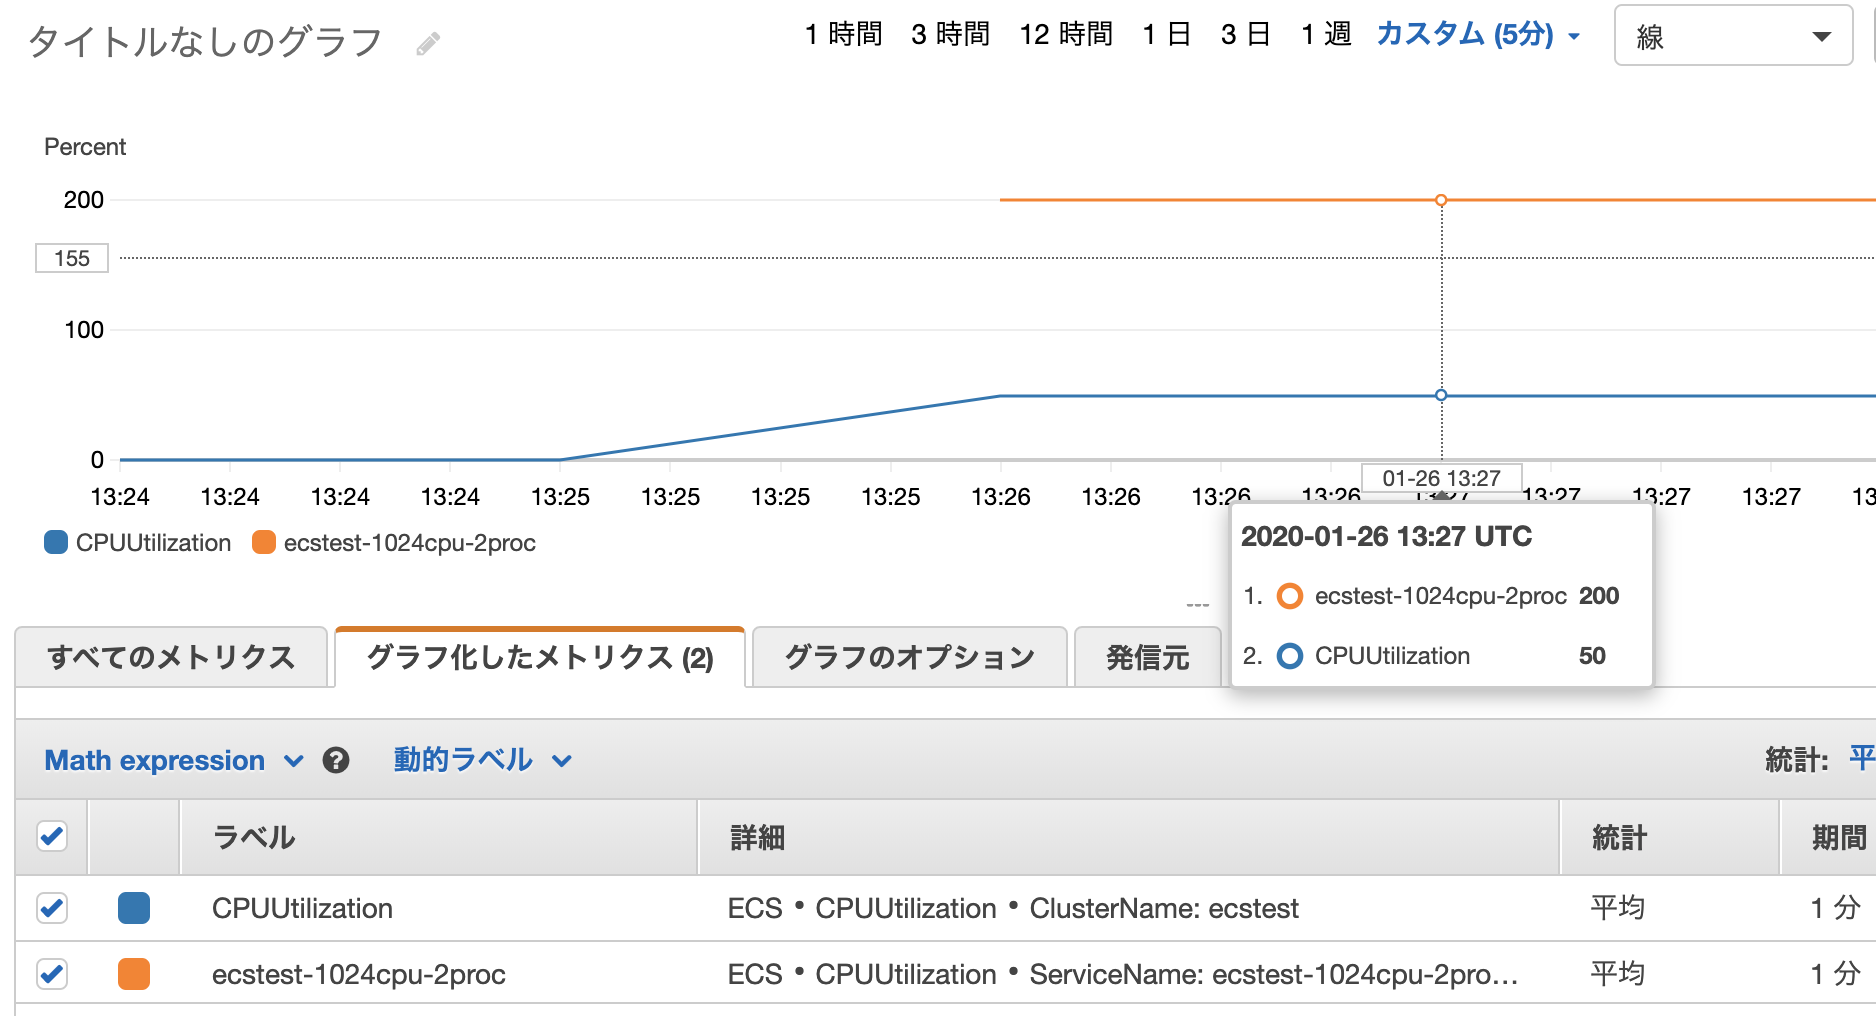 タイトルなしのグラフ 1 時間 3 時間 12 時間 1 日 3 日 1 週 カスタム (5分) 線
Percent
200
155
100
0
13:24 13:24 13:24 13:24 13:25 13:25 13:25 13:25 13:26 13:26 13:26 13:26 13:27 13:27 13:27 13:27
01-26 13:27
CPUUtilization ecstest-1024cpu-2proc
2020-01-26 13:27 UTC
1. ecstest-1024cpu-2proc 200
2. CPUUtilization 50
すべてのメトリクス グラフ化したメトリクス (2) グラフのオプション 発信元
Math expression ? 動的ラベル 統計: 平
ラベル 詳細 統計 期間
CPUUtilization ECS • CPUUtilization • ClusterName: ecstest 平均 1 分
ecstest-1024cpu-2proc ECS • CPUUtilization • ServiceName: ecstest-1024cpu-2pro… 平均 1 分